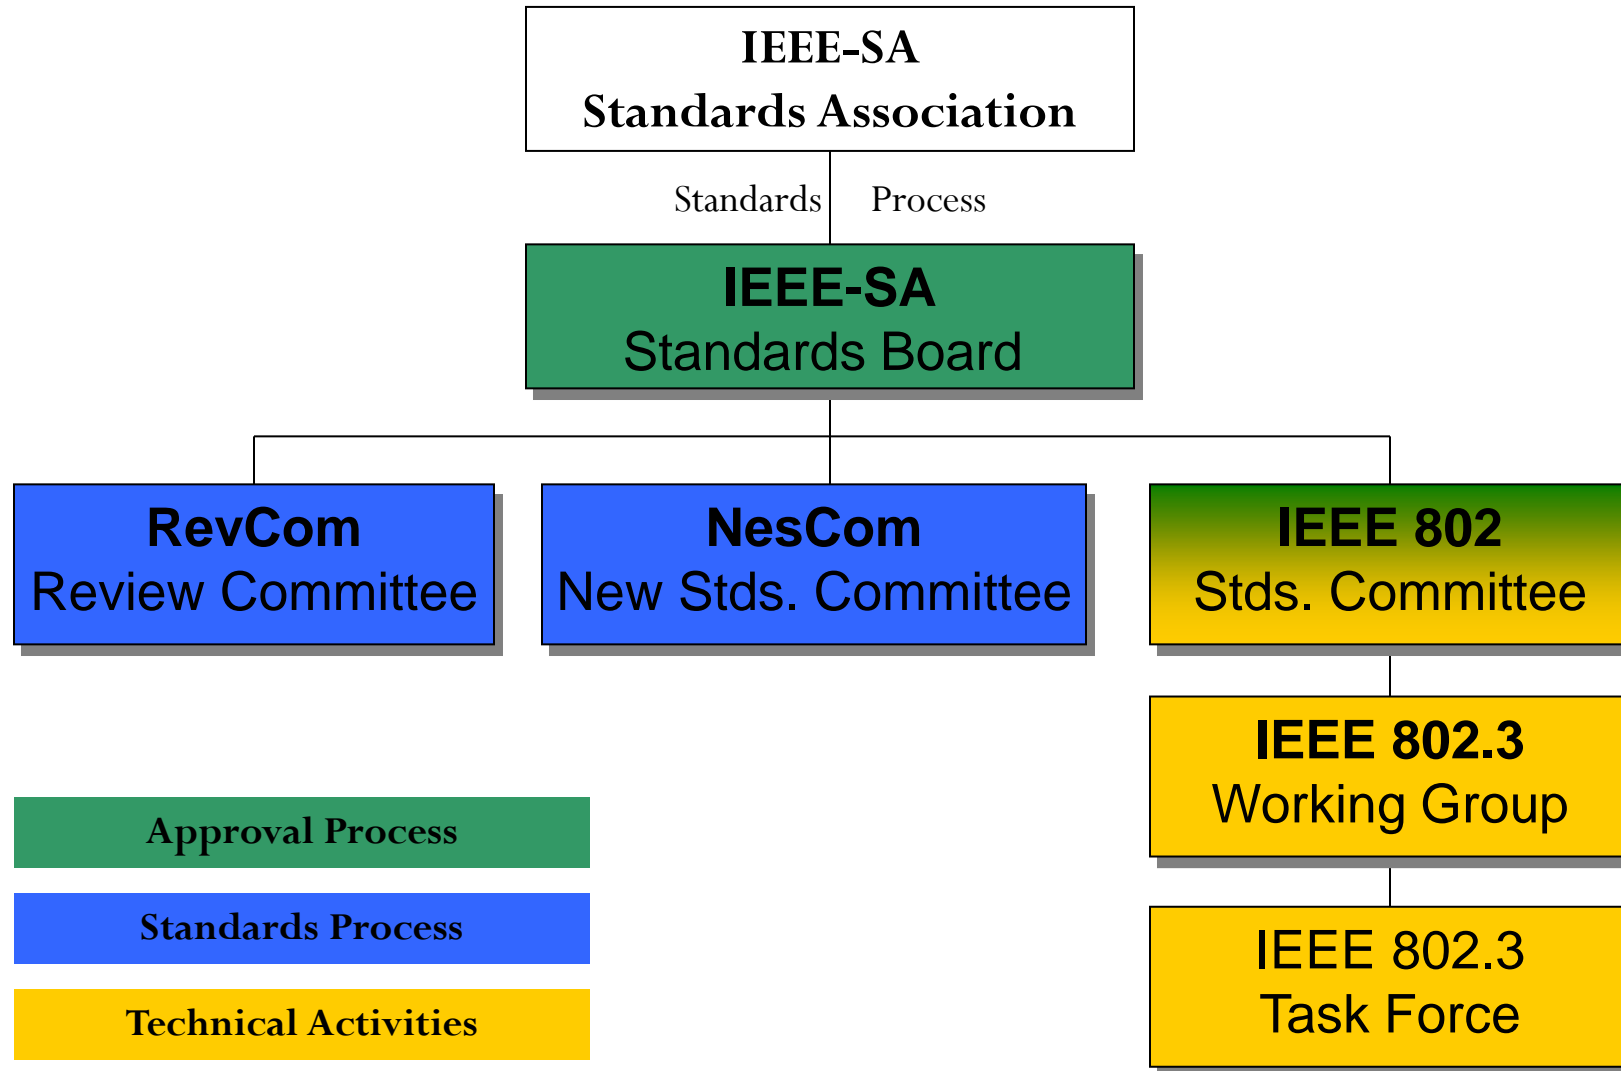 IEEE-SA
Standards Association
Standards Process
IEEE-SA
Standards Board
RevCom
Review Committee
NesCom
New Stds. Committee
IEEE 802
Stds. Committee
IEEE 802.3
Working Group
IEEE 802.3
Task Force
Approval Process
Standards Process
Technical Activities